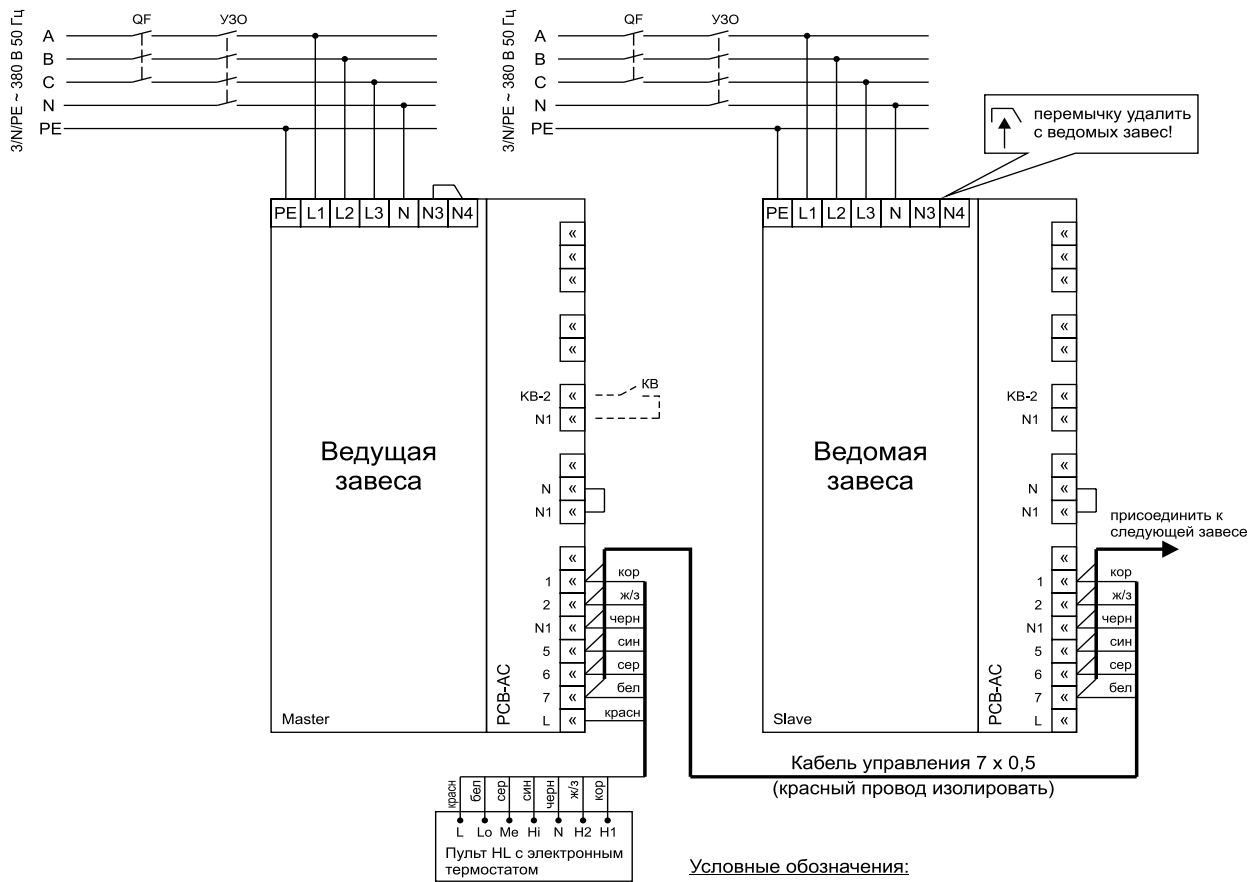 3/N/PE ~ 380 В 50 Гц
QF
УЗО
A
B
C
N
PE
3/N/PE ~ 380 В 50 Гц
QF
УЗО
A
B
C
N
PE
перемычку удалить
с ведомых завес!
PE L1 L2 L3 N N3 N4
PE L1 L2 L3 N N3 N4
«
«
«
«
«
KB-2 «
N1 «
КВ
«
N «
N1 «
«
1 « кор
2 « ж/з
N1 « черн
5 « син
6 « сер
7 « бел
L « красн
Ведущая
завеса
Master
PCB-AC
«
«
«
«
«
KB-2 «
N1 «
«
N «
N1 «
«
1 « кор
2 « ж/з
N1 « черн
5 « син
6 « сер
7 « бел
L «
Ведомая
завеса
Slave
PCB-AC
присоединить к
следующей завесе
Кабель управления 7 x 0,5
(красный провод изолировать)
красн бел сер син черн ж/з кор
L Lo Me Hi N H2 H1
Пульт HL с электронным
термостатом
Условные обозначения: